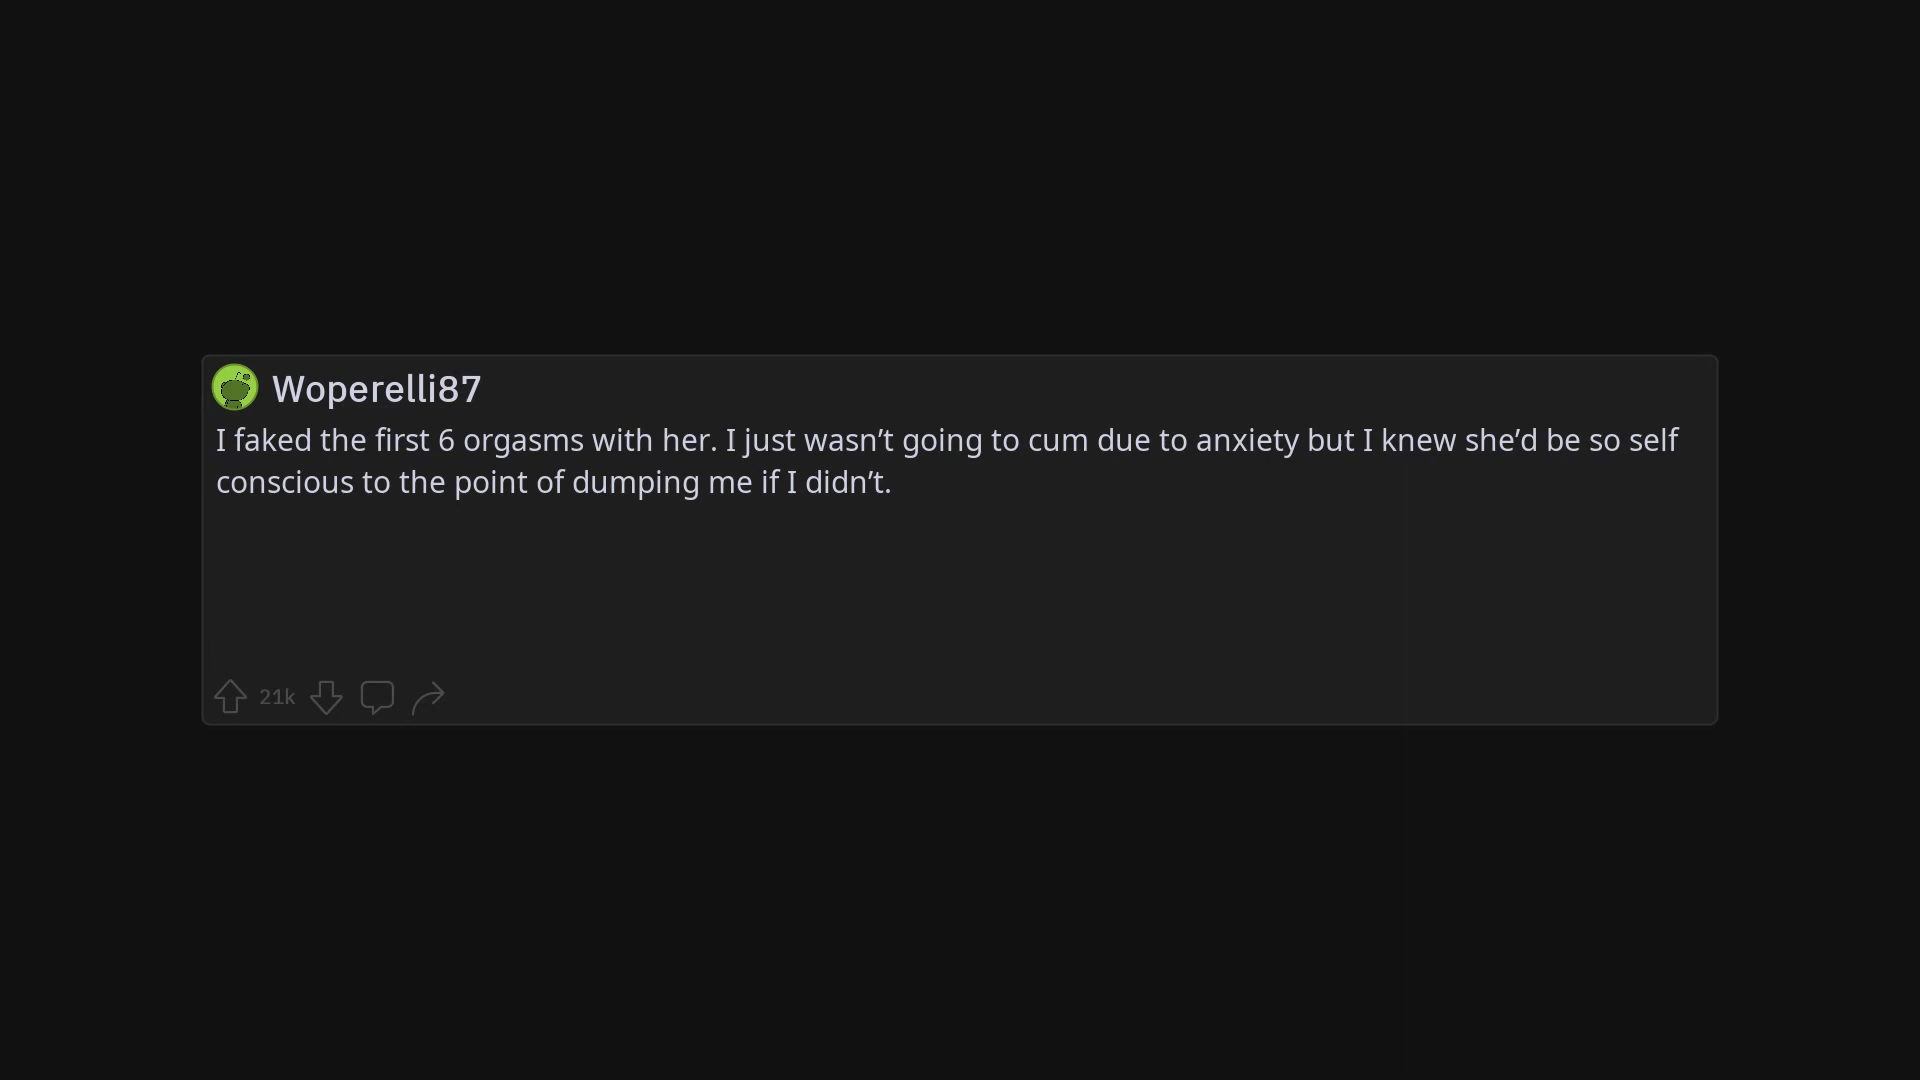 Woperelli87
I faked the first 6 orgasms with her. I just wasn’t going to cum due to anxiety but I knew she’d be so self
conscious to the point of dumping me if I didn’t.
21k